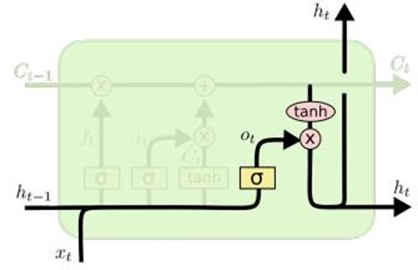 h_t
C_{t-1}
C_t
tanh
f_t
i_t
o_t
C̃_t
σ
σ
tanh
σ
h_{t-1}
h_t
x_t